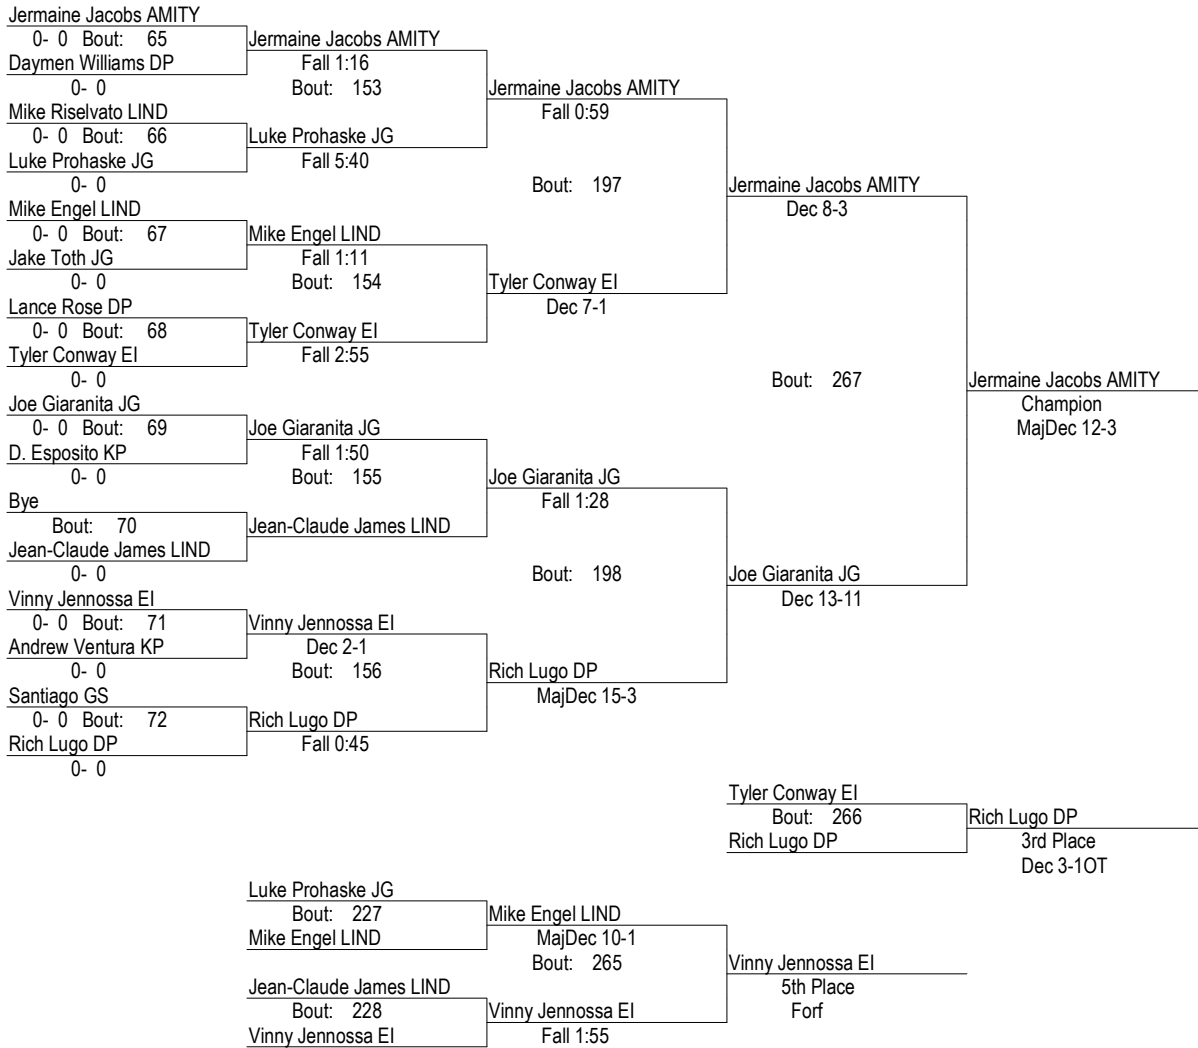 Jermaine Jacobs AMITY
0- 0 Bout: 65
Jermaine Jacobs AMITY
Daymen Williams DP
Fall 1:16
0- 0
Bout: 153
Jermaine Jacobs AMITY
Mike Riselvato LIND
Fall 0:59
0- 0 Bout: 66
Luke Prohaske JG
Luke Prohaske JG
Fall 5:40
0- 0
Bout: 197
Jermaine Jacobs AMITY
Mike Engel LIND
Dec 8-3
0- 0 Bout: 67
Mike Engel LIND
Jake Toth JG
Fall 1:11
0- 0
Bout: 154
Tyler Conway EI
Lance Rose DP
Dec 7-1
0- 0 Bout: 68
Tyler Conway EI
Tyler Conway EI
Fall 2:55
0- 0
Bout: 267
Jermaine Jacobs AMITY
Joe Giaranita JG
Champion
0- 0 Bout: 69
Joe Giaranita JG
MajDec 12-3
D. Esposito KP
Fall 1:50
0- 0
Bout: 155
Joe Giaranita JG
Bye
Fall 1:28
Bout: 70
Jean-Claude James LIND
Jean-Claude James LIND
0- 0
Bout: 198
Joe Giaranita JG
Vinny Jennossa EI
Dec 13-11
0- 0 Bout: 71
Vinny Jennossa EI
Andrew Ventura KP
Dec 2-1
0- 0
Bout: 156
Rich Lugo DP
Santiago GS
MajDec 15-3
0- 0 Bout: 72
Rich Lugo DP
Rich Lugo DP
Fall 0:45
0- 0
Tyler Conway EI
Bout: 266
Rich Lugo DP
Rich Lugo DP
3rd Place
Dec 3-1OT
Luke Prohaske JG
Bout: 227
Mike Engel LIND
Mike Engel LIND
MajDec 10-1
Bout: 265
Vinny Jennossa EI
Jean-Claude James LIND
5th Place
Bout: 228
Vinny Jennossa EI
Forf
Vinny Jennossa EI
Fall 1:55